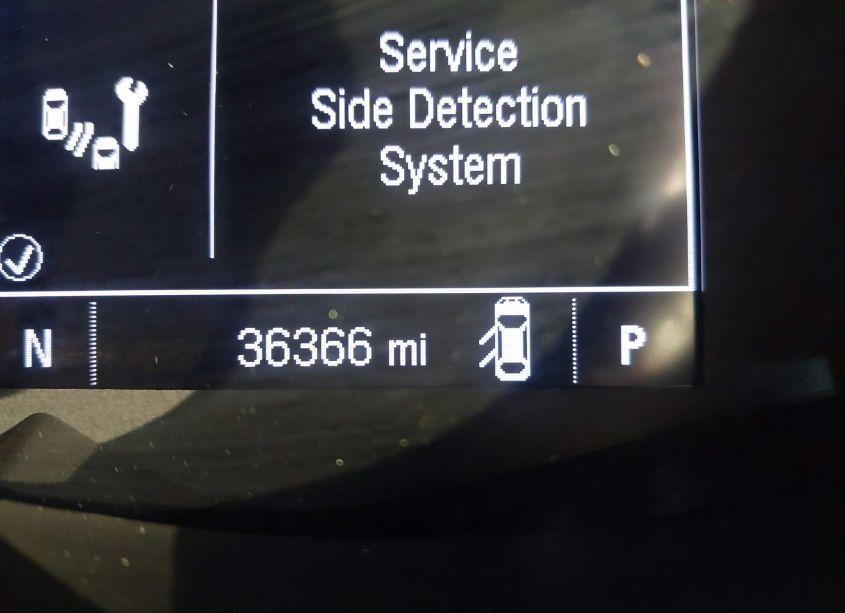 Service
Side Detection
System
N
36366 mi
P